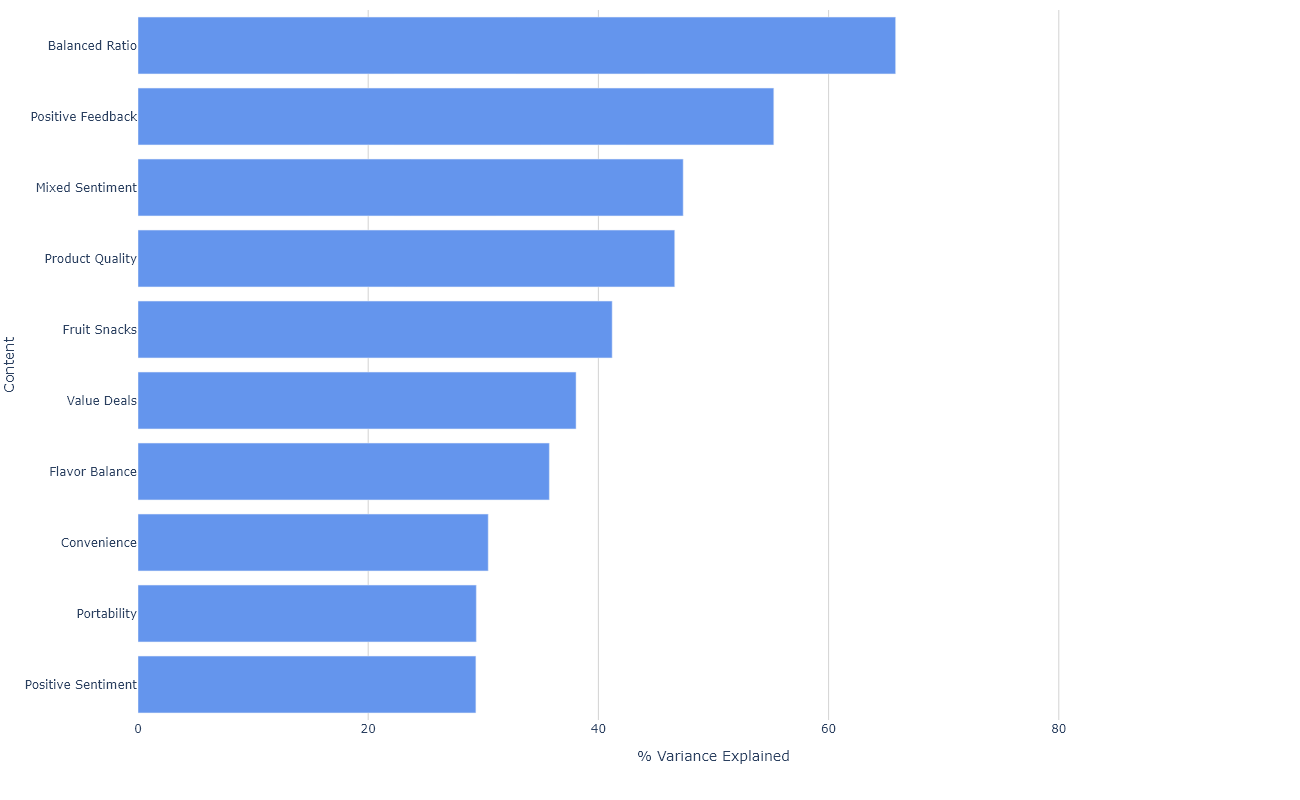 Balanced Ratio
Positive Feedback
Mixed Sentiment
Product Quality
Fruit Snacks
Value Deals
Flavor Balance
Convenience
Portability
Positive Sentiment
Content
0 20 40 60 80
% Variance Explained